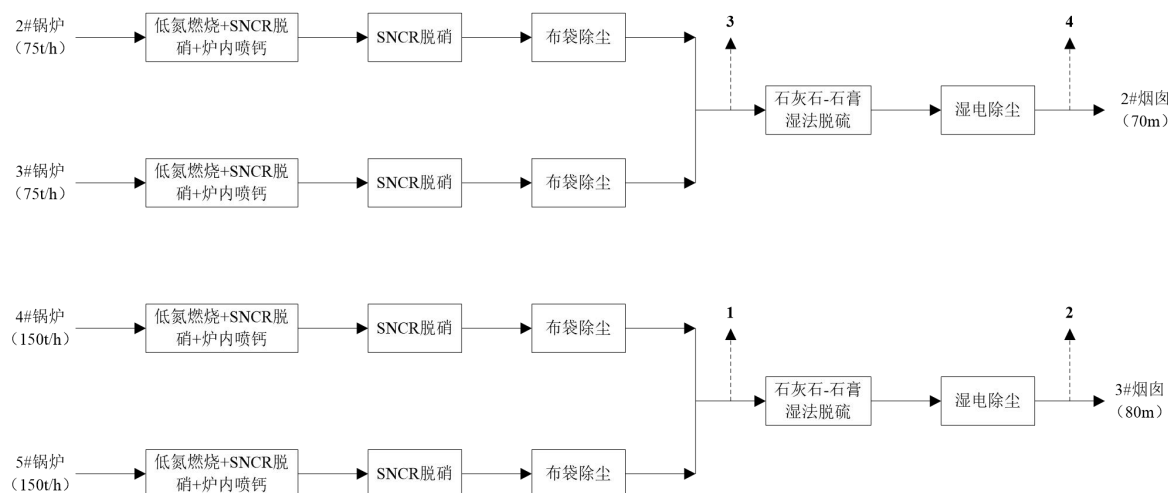 2#锅炉
（75t/h）
低氮燃烧+SNCR脱
硝+炉内喷钙
SNCR脱硝
布袋除尘
3
4
石灰石-石膏
湿法脱硫
湿电除尘
2#烟囱
（70m）
3#锅炉
（75t/h）
低氮燃烧+SNCR脱
硝+炉内喷钙
SNCR脱硝
布袋除尘
4#锅炉
（150t/h）
低氮燃烧+SNCR脱
硝+炉内喷钙
SNCR脱硝
布袋除尘
1
2
石灰石-石膏
湿法脱硫
湿电除尘
3#烟囱
（80m）
5#锅炉
（150t/h）
低氮燃烧+SNCR脱
硝+炉内喷钙
SNCR脱硝
布袋除尘